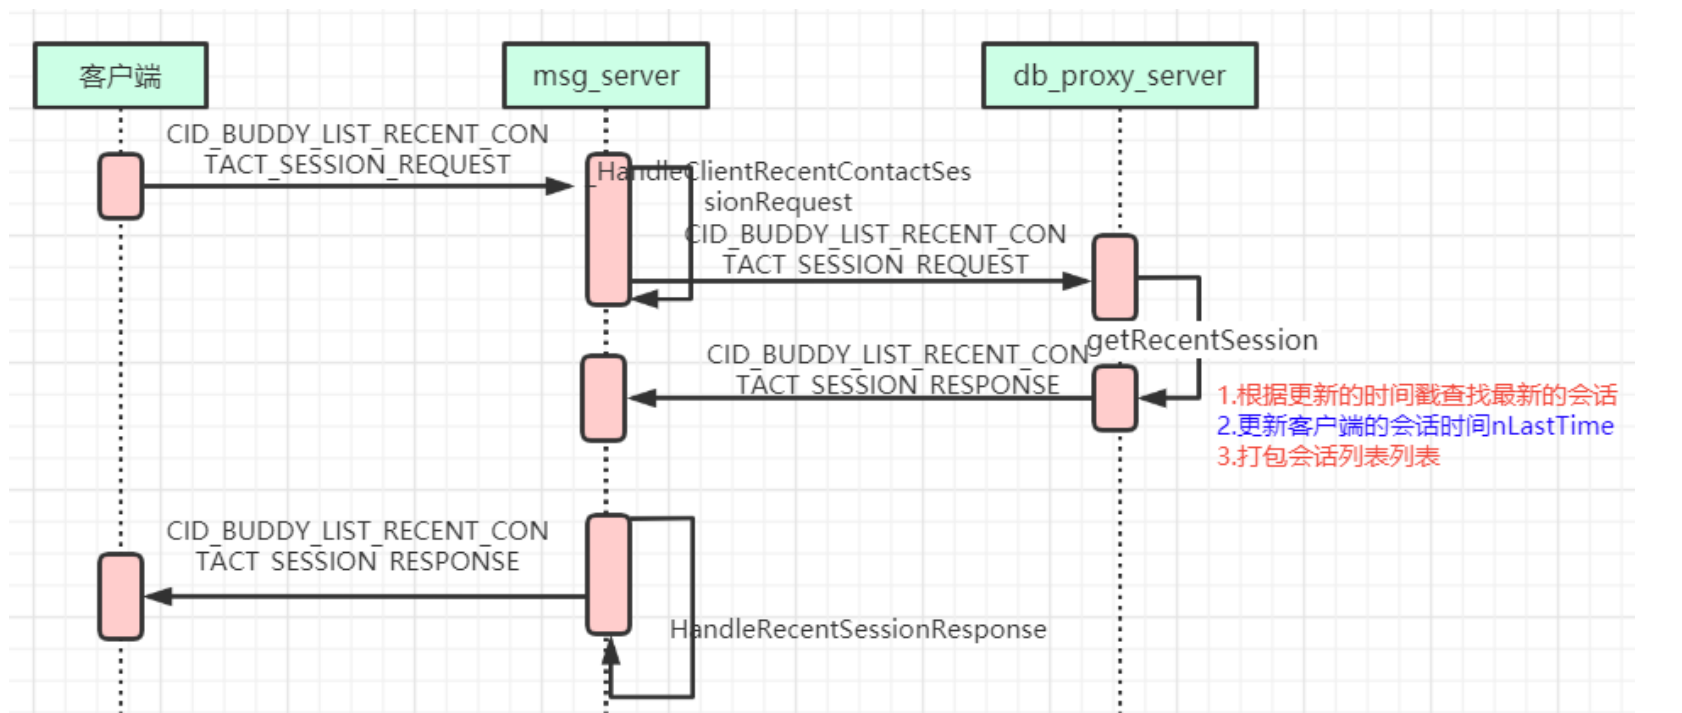 客户端
msg_server
db_proxy_server
CID_BUDDY_LIST_RECENT_CON
TACT_SESSION_REQUEST
_HandleClientRecentContactSes
sionRequest
CID_BUDDY_LIST_RECENT_CON
TACT_SESSION_REQUEST
getRecentSession
CID_BUDDY_LIST_RECENT_CON
TACT_SESSION_RESPONSE
1.根据更新的时间戳查找最新的会话
2.更新客户端的会话时间nLastTime
3.打包会话列表列表
CID_BUDDY_LIST_RECENT_CON
TACT_SESSION_RESPONSE
HandleRecentSessionResponse